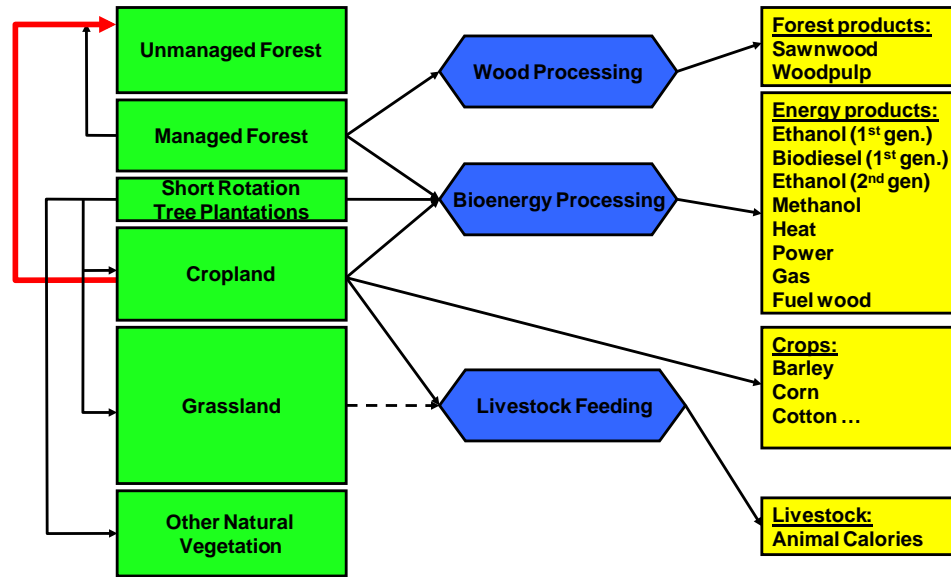 Unmanaged Forest
Managed Forest
Short Rotation
Tree Plantations
Cropland
Grassland
Other Natural
Vegetation
Wood Processing
Bioenergy Processing
Livestock Feeding
Forest products:
Sawnwood
Woodpulp
Energy products:
Ethanol (1st gen.)
Biodiesel (1st gen.)
Ethanol (2nd gen)
Methanol
Heat
Power
Gas
Fuel wood
Crops:
Barley
Corn
Cotton …
Livestock:
Animal Calories